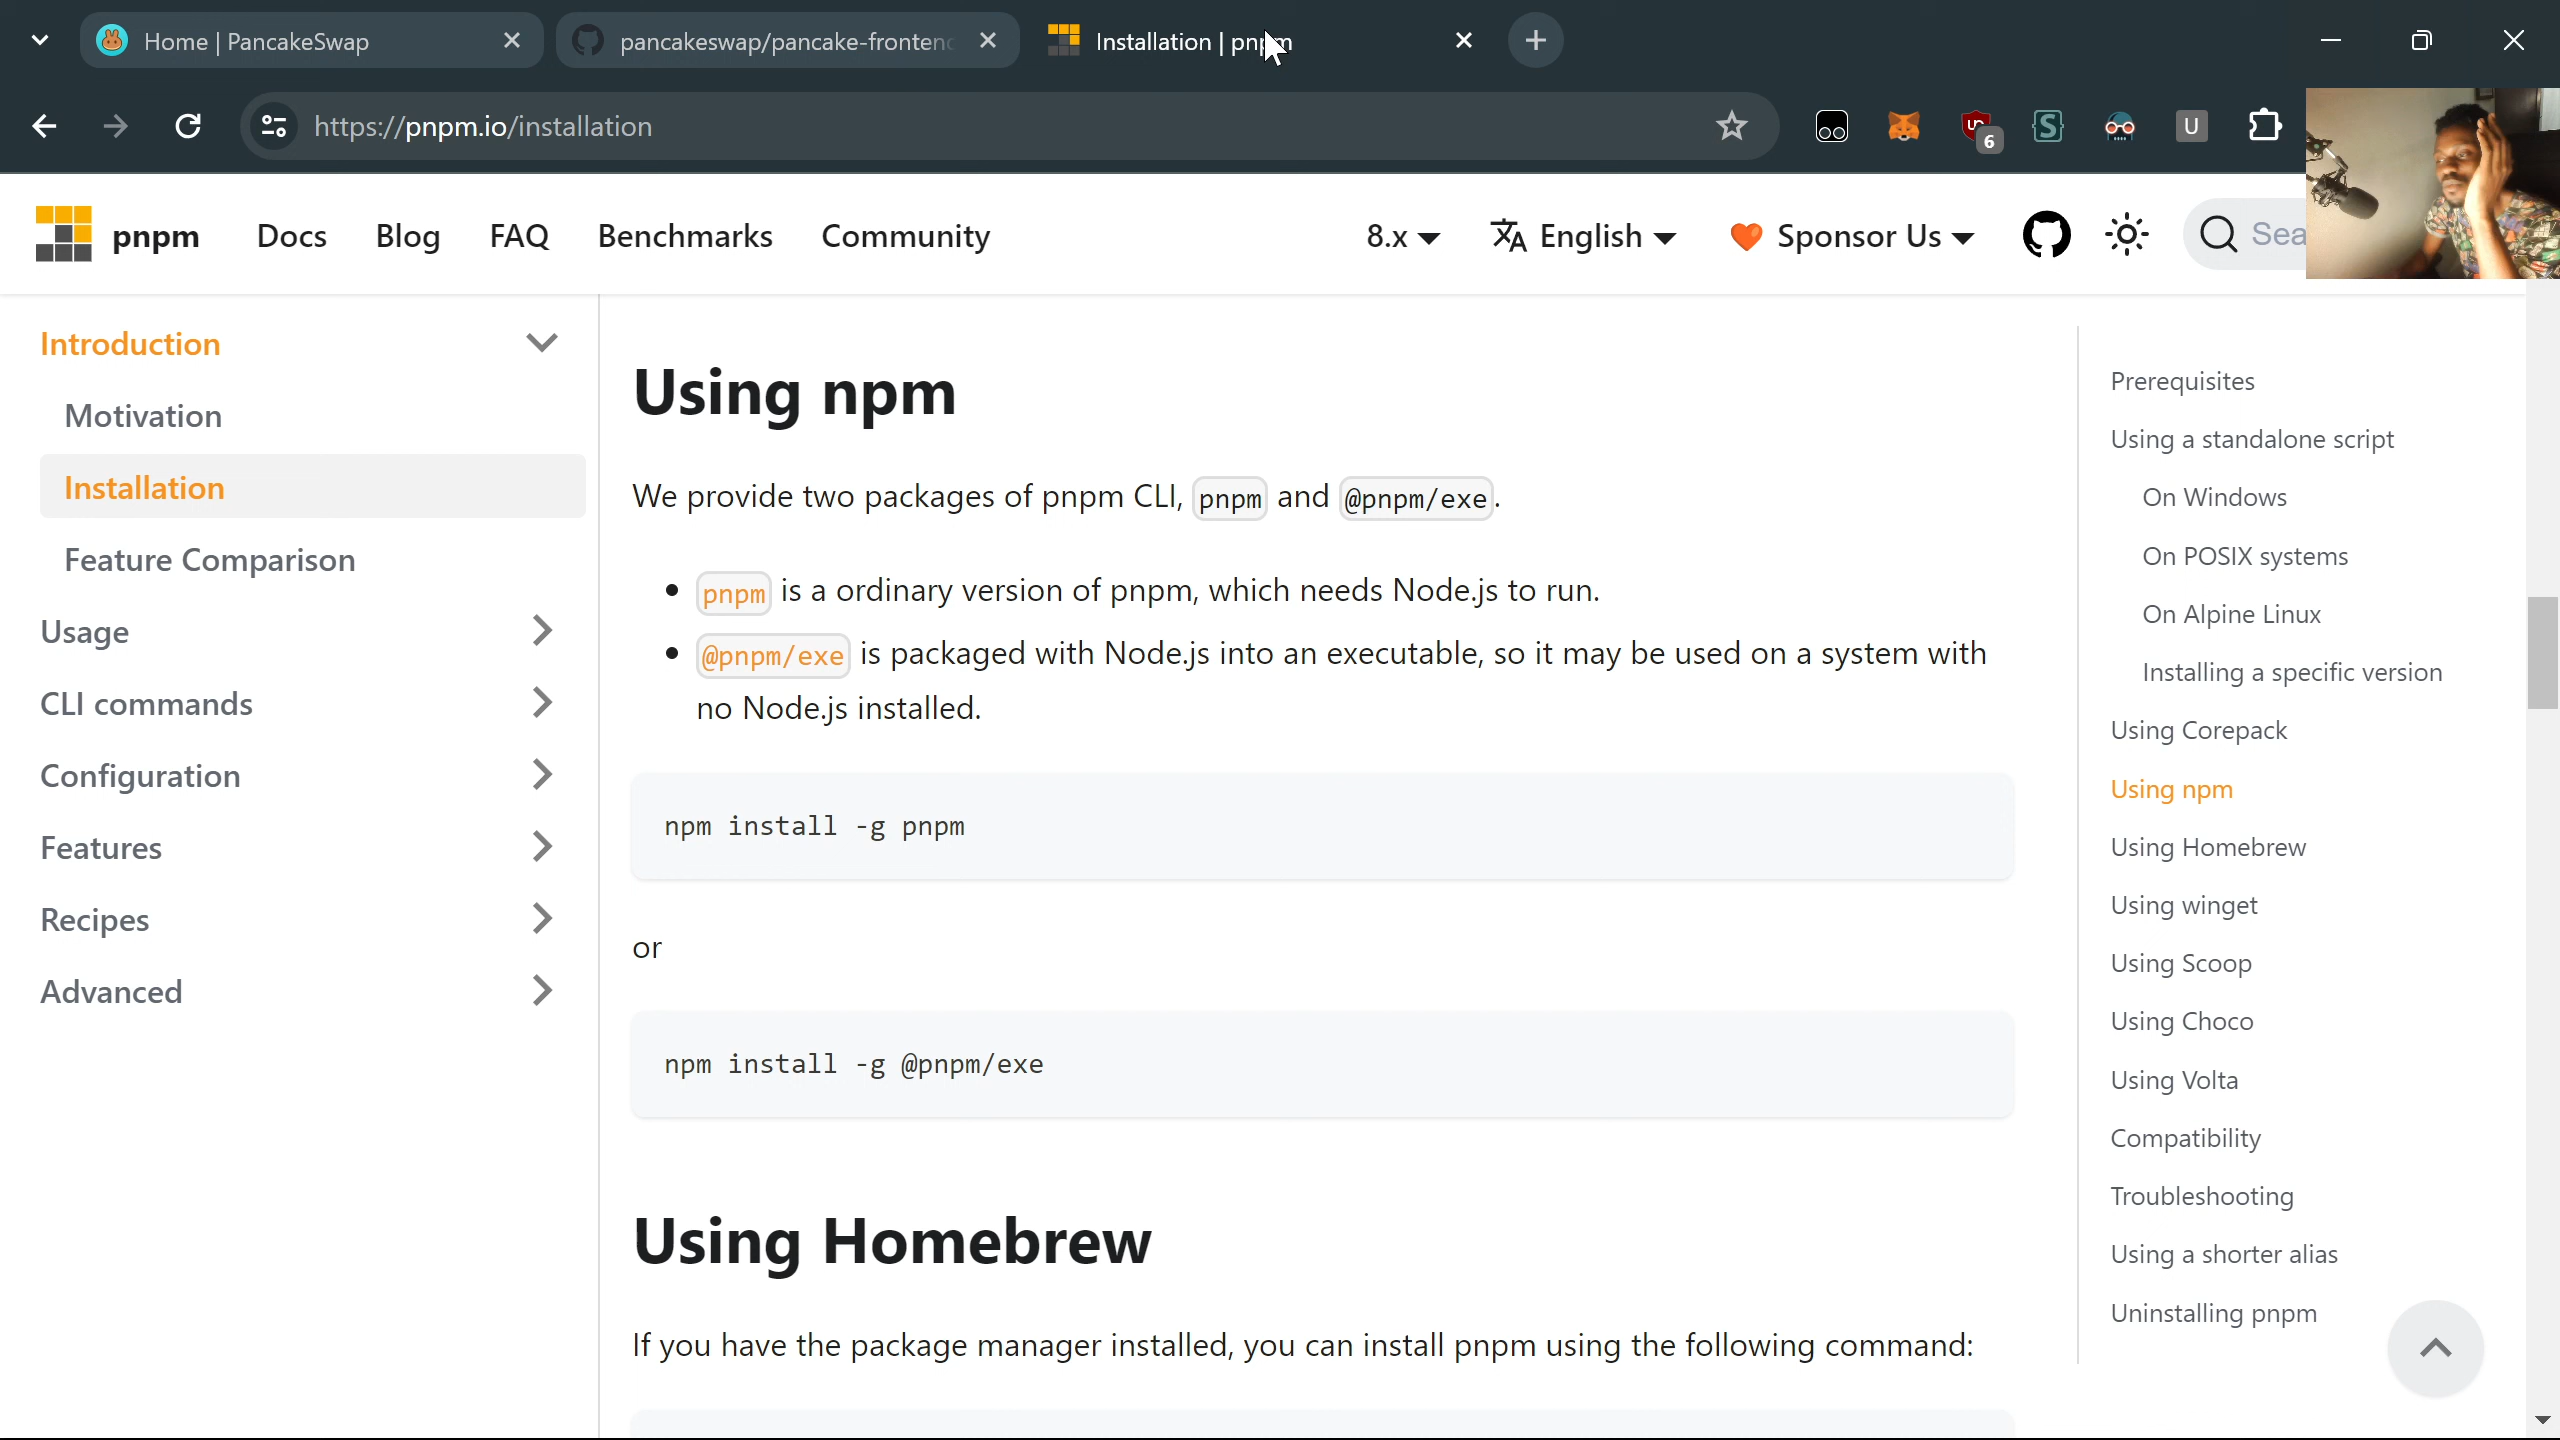 Home | PancakeSwap
pancakeswap/pancake-frontend
Installation | pnpm
https://pnpm.io/installation
6
U
pnpm
Docs
Blog
FAQ
Benchmarks
Community
8.x
English
Sponsor Us
Sea
Introduction
Motivation
Installation
Feature Comparison
Usage
CLI commands
Configuration
Features
Recipes
Advanced
Using npm
We provide two packages of pnpm CLI, pnpm and @pnpm/exe.
• pnpm is a ordinary version of pnpm, which needs Node.js to run.
• @pnpm/exe is packaged with Node.js into an executable, so it may be used on a system with
no Node.js installed.
npm install -g pnpm
or
npm install -g @pnpm/exe
Using Homebrew
If you have the package manager installed, you can install pnpm using the following command:
Prerequisites
Using a standalone script
On Windows
On POSIX systems
On Alpine Linux
Installing a specific version
Using Corepack
Using npm
Using Homebrew
Using winget
Using Scoop
Using Choco
Using Volta
Compatibility
Troubleshooting
Using a shorter alias
Uninstalling pnpm